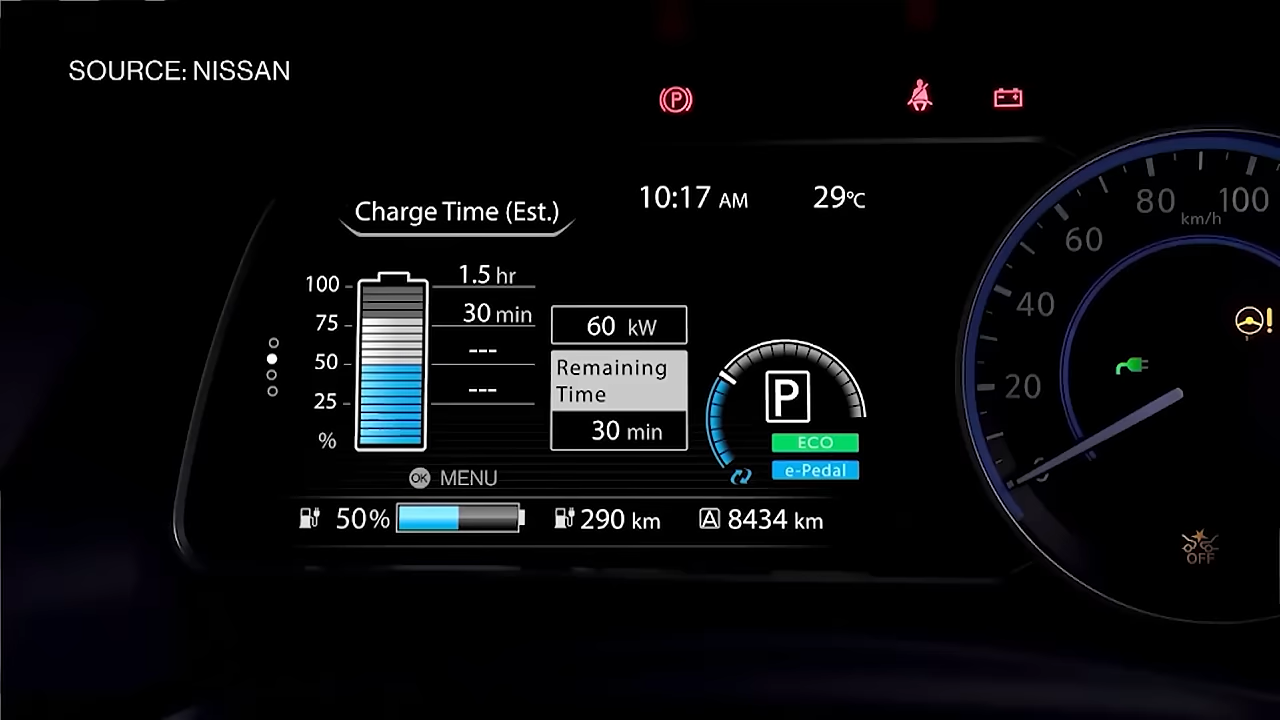 SOURCE: NISSAN
10:17 AM
29°C
Charge Time (Est.)
100
75
50
25
%
1.5 hr
30 min
---
---
60 kW
Remaining
Time
30 min
P
ECO
e-Pedal
OK MENU
50%
290 km
A 8434 km
0
20
40
60
80
100
km/h
P
OFF